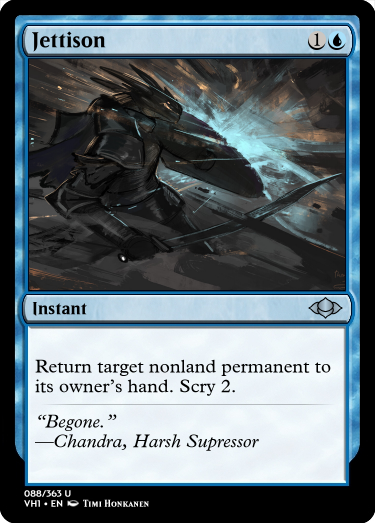 Jettison 1
Instant
Return target nonland permanent to
its owner's hand. Scry 2.
“Begone.”
—Chandra, Harsh Supressor
088/363 U
VH1 • EN Timi Honkanen